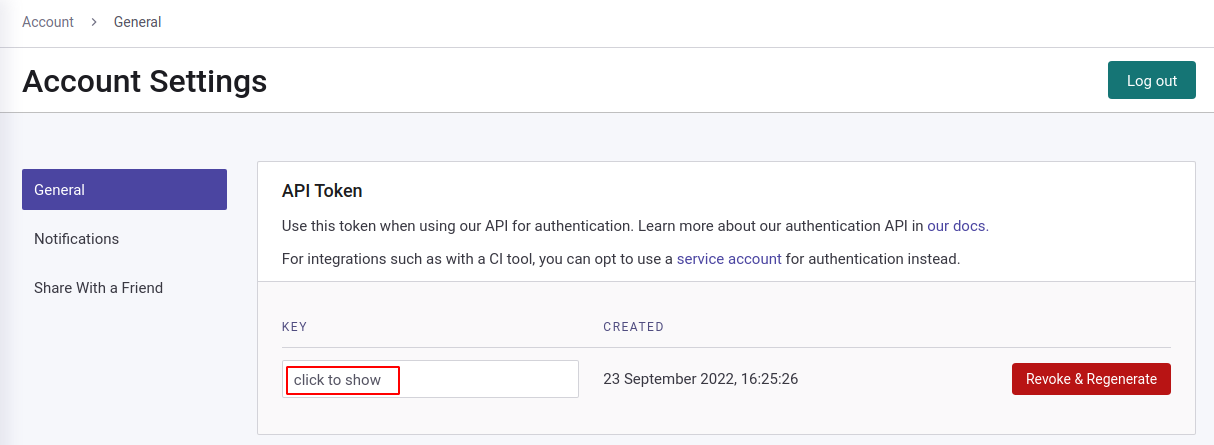 Account > General
Account Settings
Log out
General
Notifications
Share With a Friend
API Token
Use this token when using our API for authentication. Learn more about our authentication API in our docs.
For integrations such as with a CI tool, you can opt to use a service account for authentication instead.
KEY CREATED
click to show 23 September 2022, 16:25:26 Revoke & Regenerate